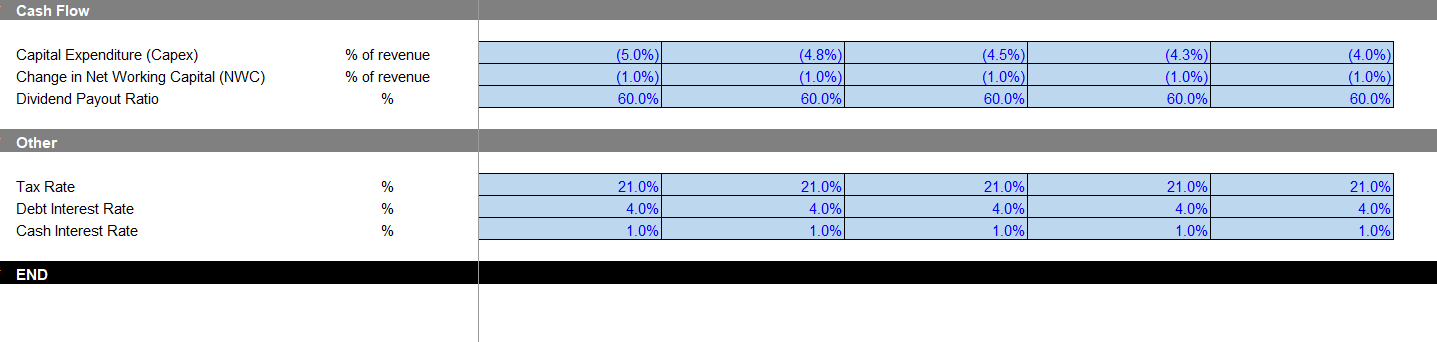 Cash Flow
Capital Expenditure (Capex) % of revenue (5.0%) (4.8%) (4.5%) (4.3%) (4.0%)
Change in Net Working Capital (NWC) % of revenue (1.0%) (1.0%) (1.0%) (1.0%) (1.0%)
Dividend Payout Ratio % 60.0% 60.0% 60.0% 60.0% 60.0%
Other
Tax Rate % 21.0% 21.0% 21.0% 21.0% 21.0%
Debt Interest Rate % 4.0% 4.0% 4.0% 4.0% 4.0%
Cash Interest Rate % 1.0% 1.0% 1.0% 1.0% 1.0%
END